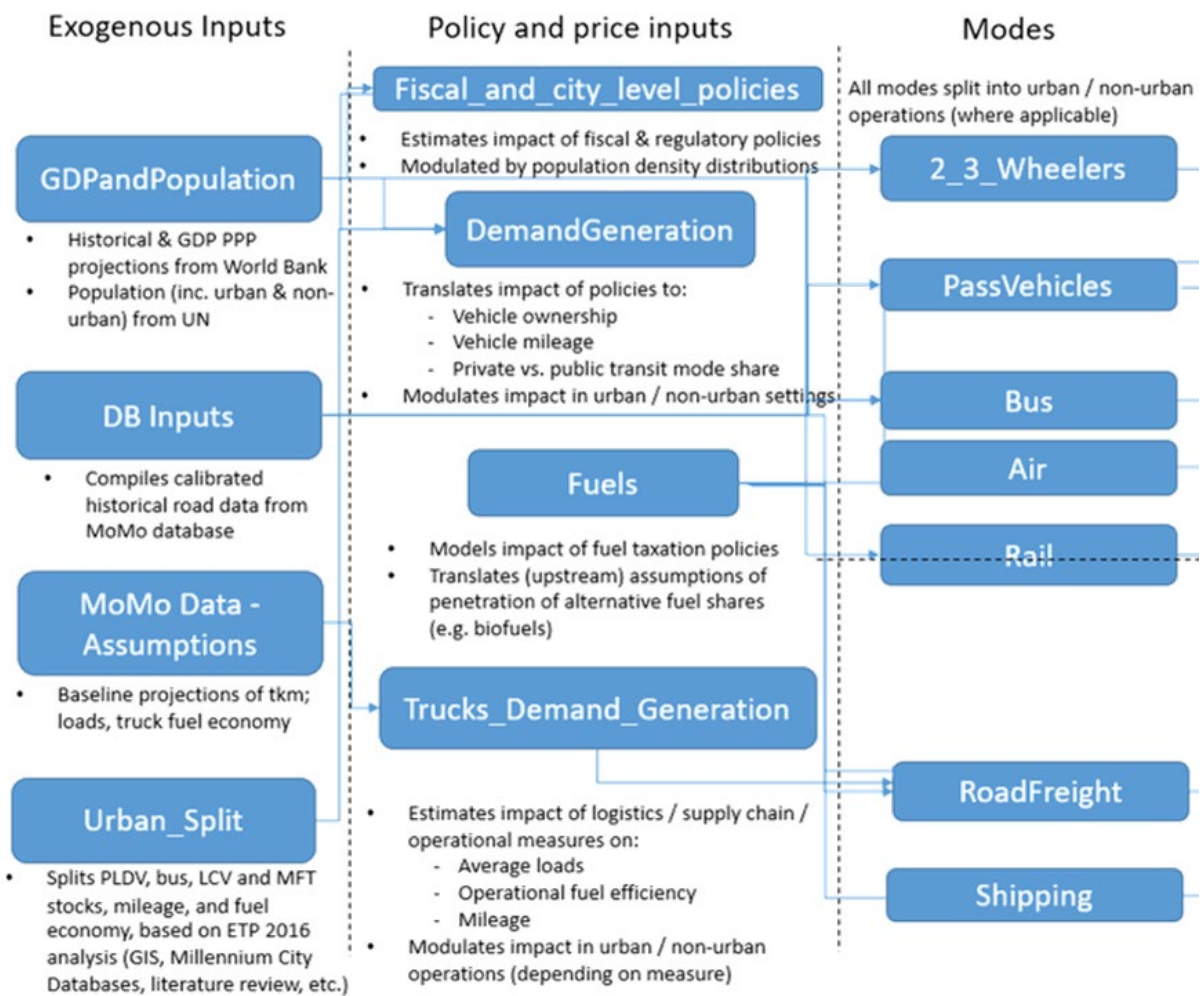 Exogenous Inputs
GDPandPopulation
• Historical & GDP PPP
projections from World Bank
• Population (inc. urban & non-
urban) from UN
DB Inputs
• Compiles calibrated
historical road data from
MoMo database
MoMo Data -
Assumptions
• Baseline projections of tkm;
loads, truck fuel economy
Urban_Split
• Splits PLDV, bus, LCV and MFT
stocks, mileage, and fuel
economy, based on ETP 2016
analysis (GIS, Millennium City
Databases, literature review, etc.)
Policy and price inputs
Fiscal_and_city_level_policies
• Estimates impact of fiscal & regulatory policies
• Modulated by population density distributions
DemandGeneration
• Translates impact of policies to:
- Vehicle ownership
- Vehicle mileage
- Private vs. public transit mode share
• Modulates impact in urban / non-urban settings
Fuels
• Models impact of fuel taxation policies
• Translates (upstream) assumptions of
penetration of alternative fuel shares
(e.g. biofuels)
Trucks_Demand_Generation
• Estimates impact of logistics / supply chain /
operational measures on:
- Average loads
- Operational fuel efficiency
- Mileage
• Modulates impact in urban / non-urban
operations (depending on measure)
Modes
All modes split into urban / non-urban
operations (where applicable)
2_3_Wheelers
PassVehicles
Bus
Air
Rail
RoadFreight
Shipping